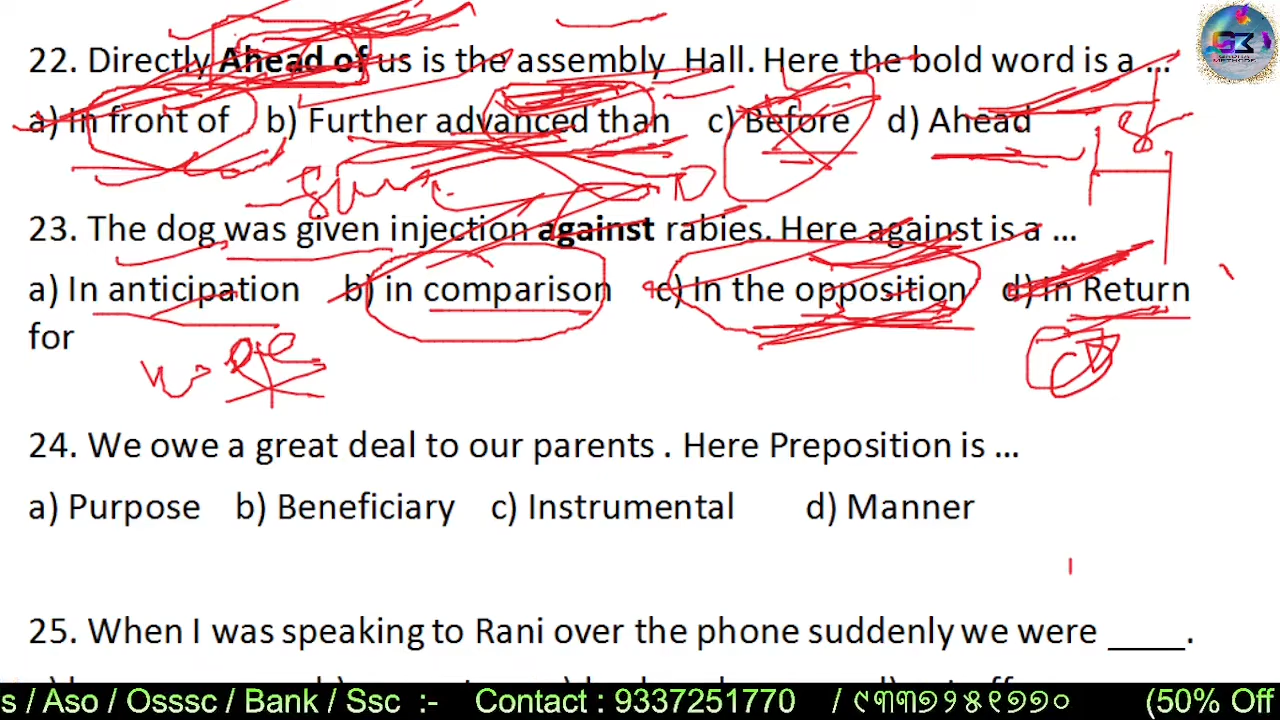 22. Directly Ahead of us is the assembly Hall. Here the bold word is a ...
a) In front of b) Further advanced than c) Before d) Ahead
23. The dog was given injection against rabies. Here against is a ...
a) In anticipation b) in comparison c) In the opposition d) In Return
for
24. We owe a great deal to our parents . Here Preposition is ...
a) Purpose b) Beneficiary c) Instrumental d) Manner
25. When I was speaking to Rani over the phone suddenly we were ____.
s / Aso / Osssc / Bank / Ssc :- Contact : 9337251770 / ୯୩୩୭୨୫୧୭୭୦ (50% Off